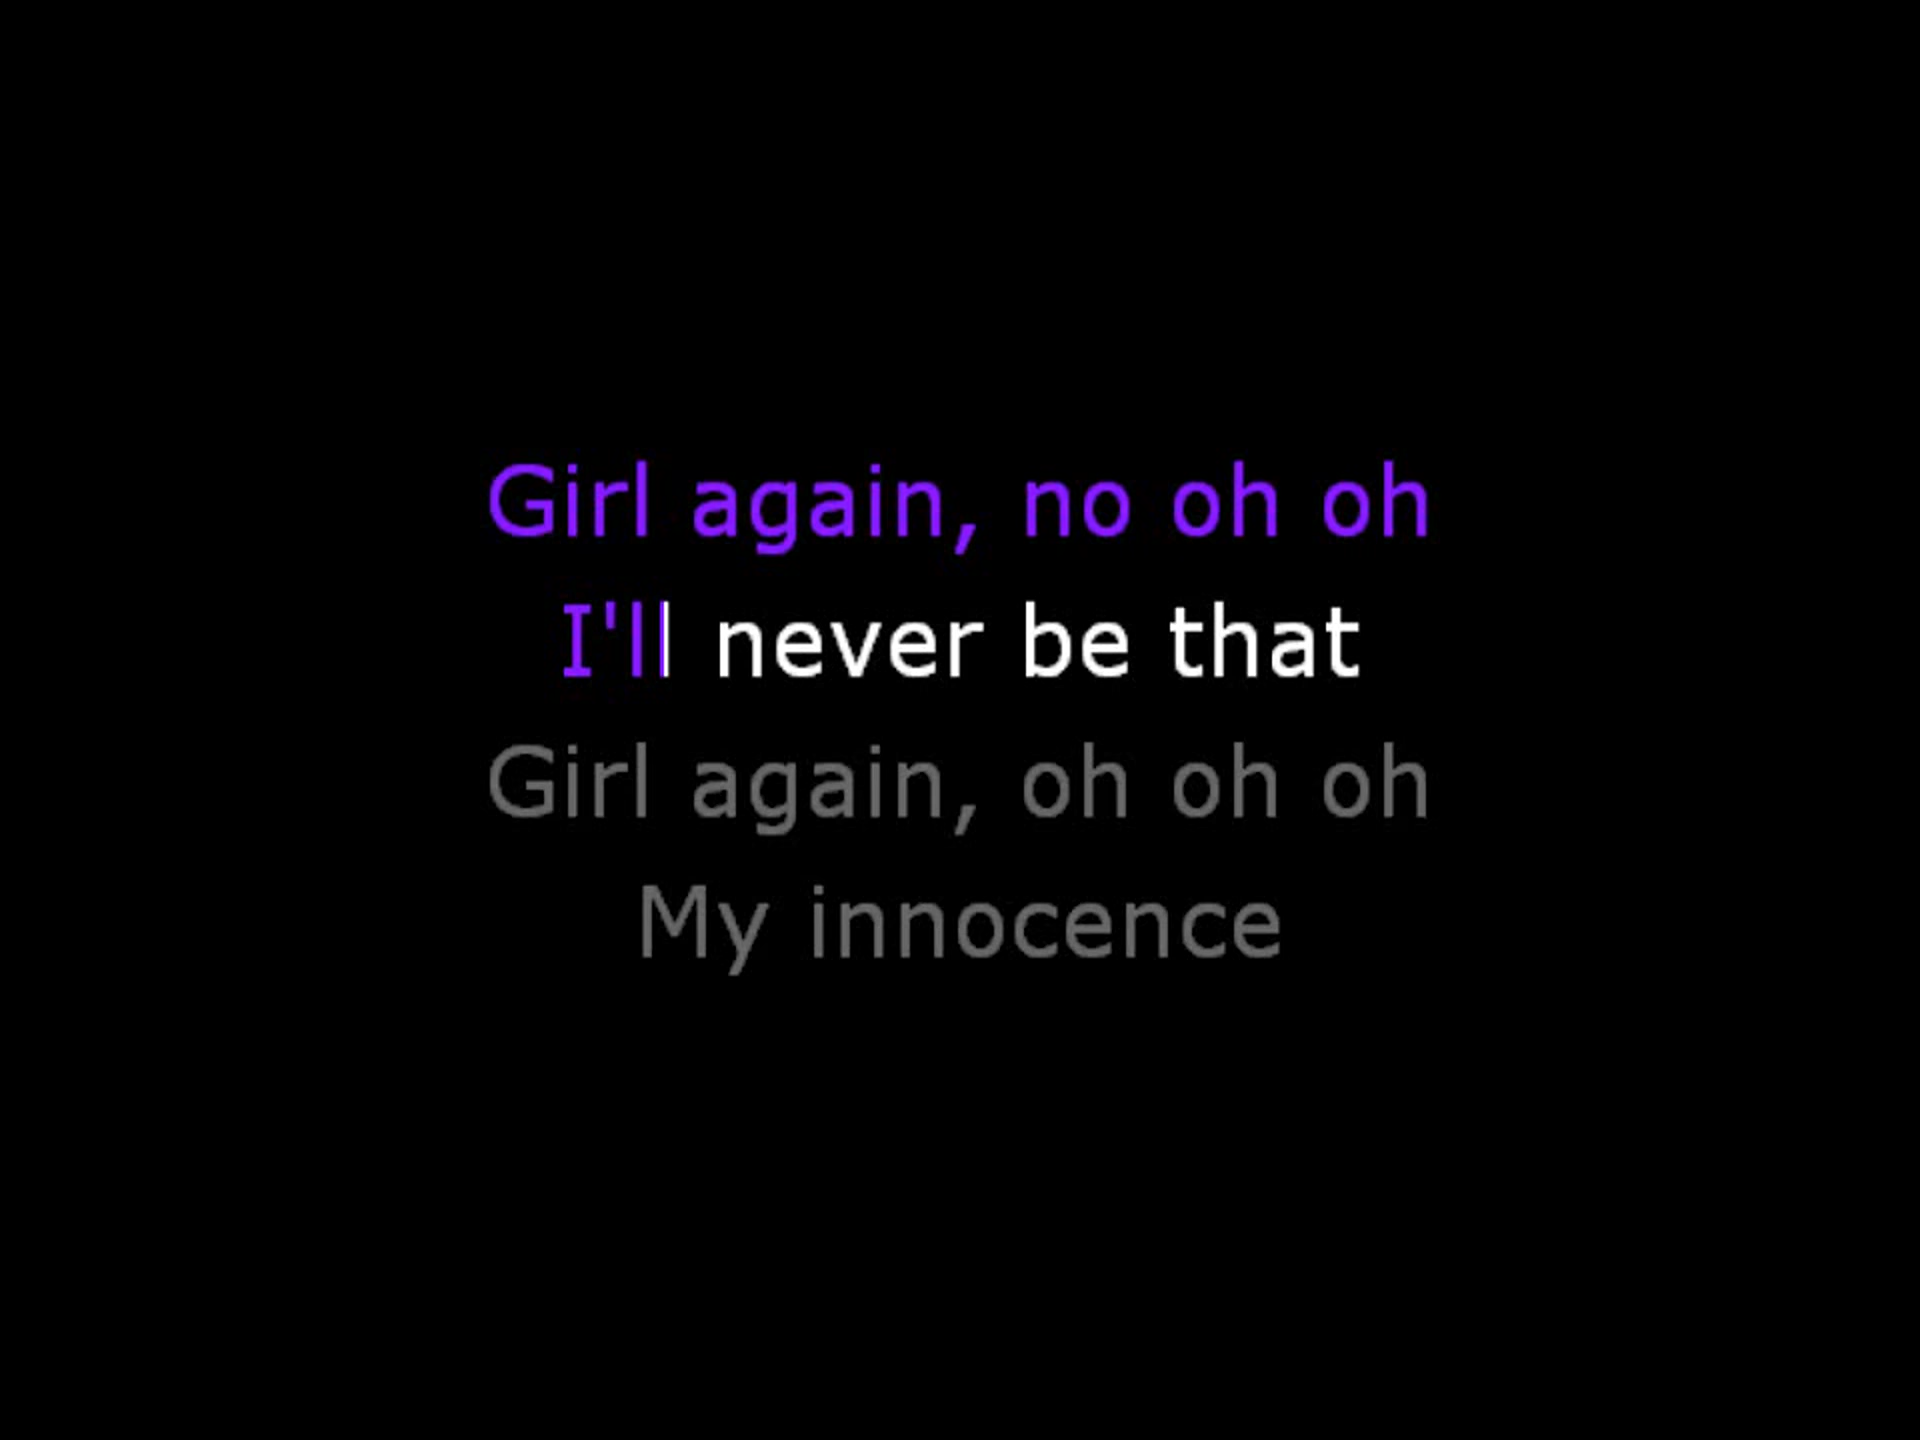 Girl again, no oh oh
I'll never be that
Girl again, oh oh oh
My innocence